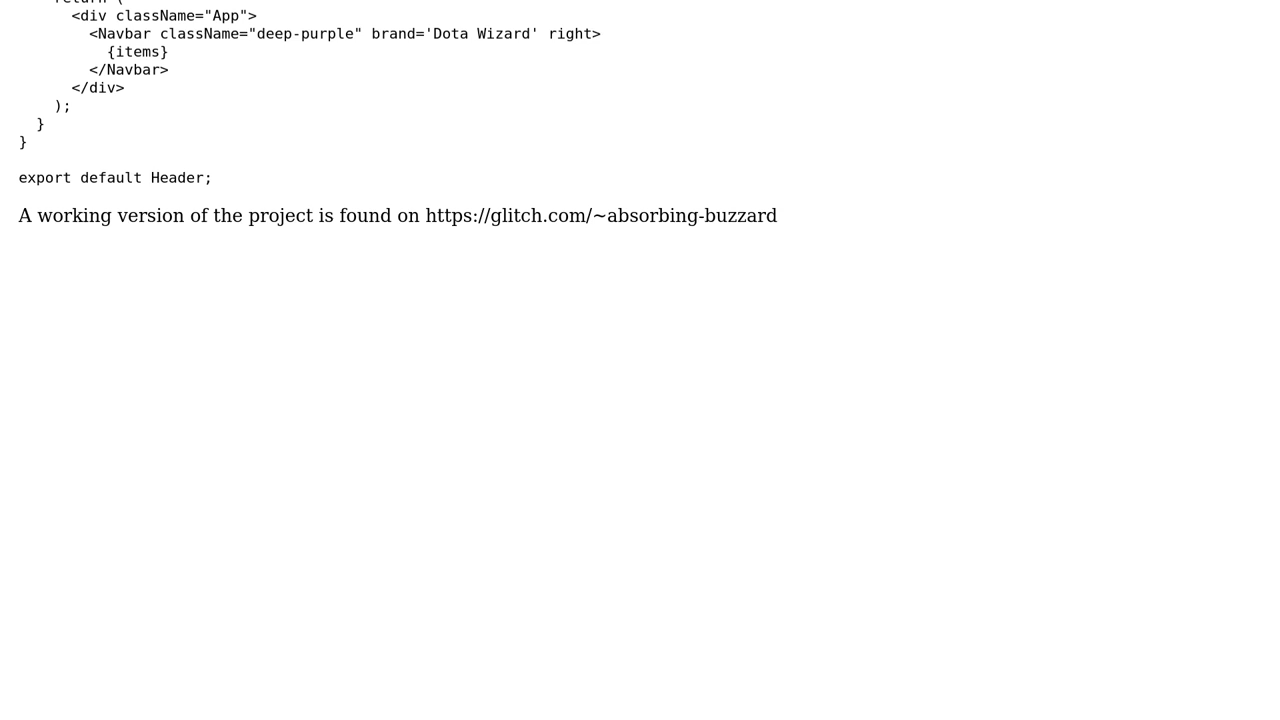 return (
<div className="App">
<Navbar className="deep-purple" brand='Dota Wizard' right>
{items}
</Navbar>
</div>
);
}
}
export default Header;
A working version of the project is found on https://glitch.com/~absorbing-buzzard